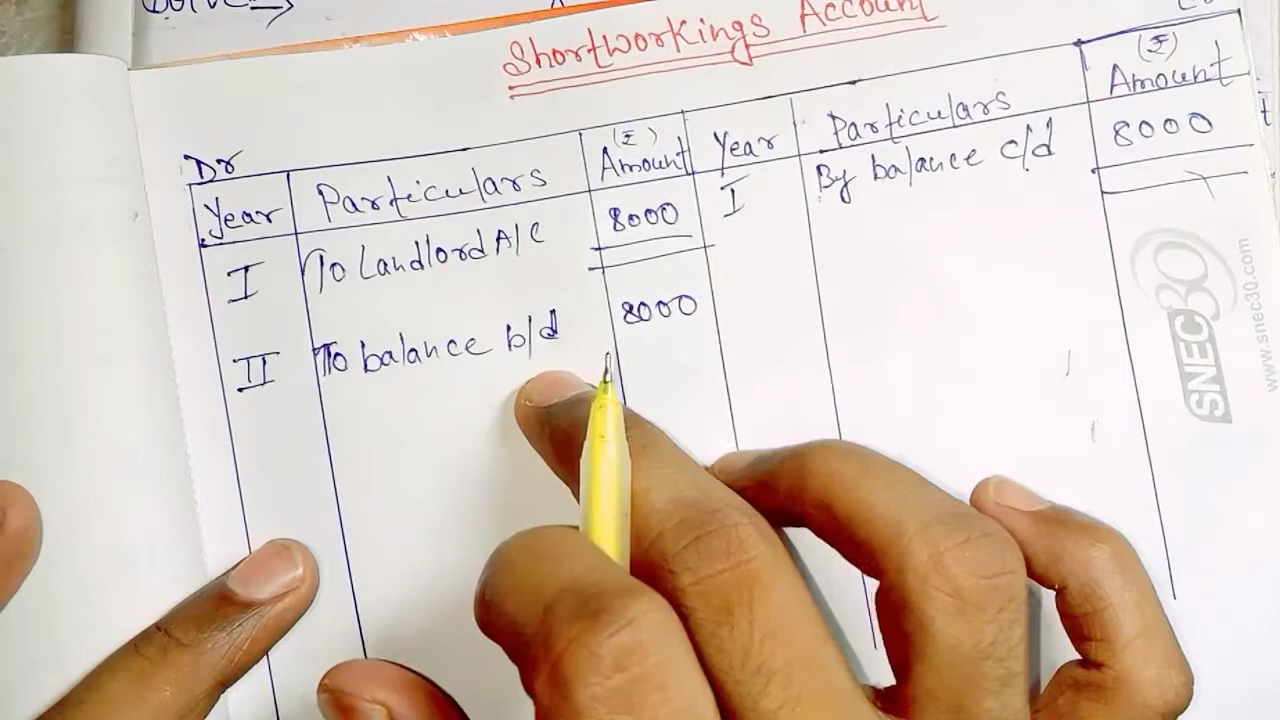 Shortworkings Account
Dr
Year Particulars (₹) Amount Year Particulars (₹) Amount
I To Landlord A/C 8000 I By balance c/d 8000
II To balance b/d 8000
SNEC30
www.snec30.com